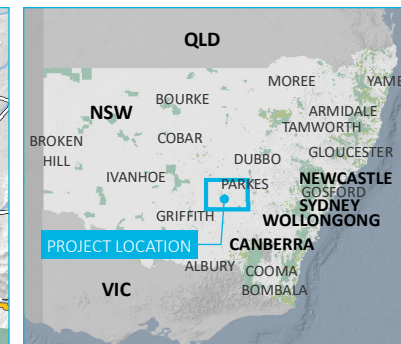 QLD
MOREE
YAMB
BOURKE
NSW
ARMIDALE
TAMWORTH
BROKEN
HILL
COBAR
GLOUCESTER
DUBBO
IVANHOE
PARKES
NEWCASTLE
GOSFORD
SYDNEY
GRIFFITH
WOLLONGONG
PROJECT LOCATION
CANBERRA
ALBURY
COOMA
VIC
BOMBALA